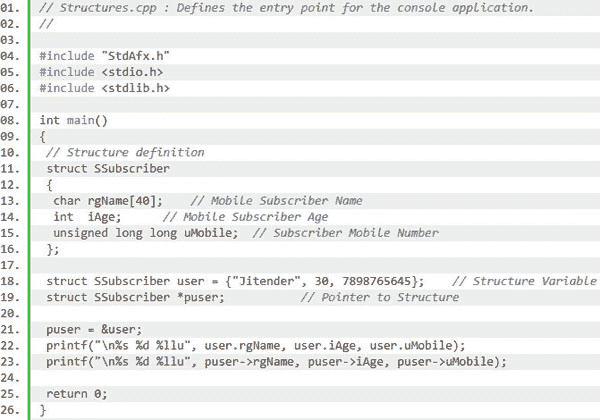 01. // Structures.cpp : Defines the entry point for the console application.
02. //
03.
04. #include "StdAfx.h"
05. #include <stdio.h>
06. #include <stdlib.h>
07.
08. int main()
09. {
10. // Structure definition
11. struct SSubscriber
12. {
13. char rgName[40]; // Mobile Subscriber Name
14. int iAge; // Mobile Subscriber Age
15. unsigned long long uMobile; // Subscriber Mobile Number
16. };
17.
18. struct SSubscriber user = {"Jitender", 30, 7898765645}; // Structure Variable
19. struct SSubscriber *puser; // Pointer to Structure
20.
21. puser = &user;
22. printf("\n%s %d %llu", user.rgName, user.iAge, user.uMobile);
23. printf("\n%s %d %llu", puser->rgName, puser->iAge, puser->uMobile);
24.
25. return 0;
26. }